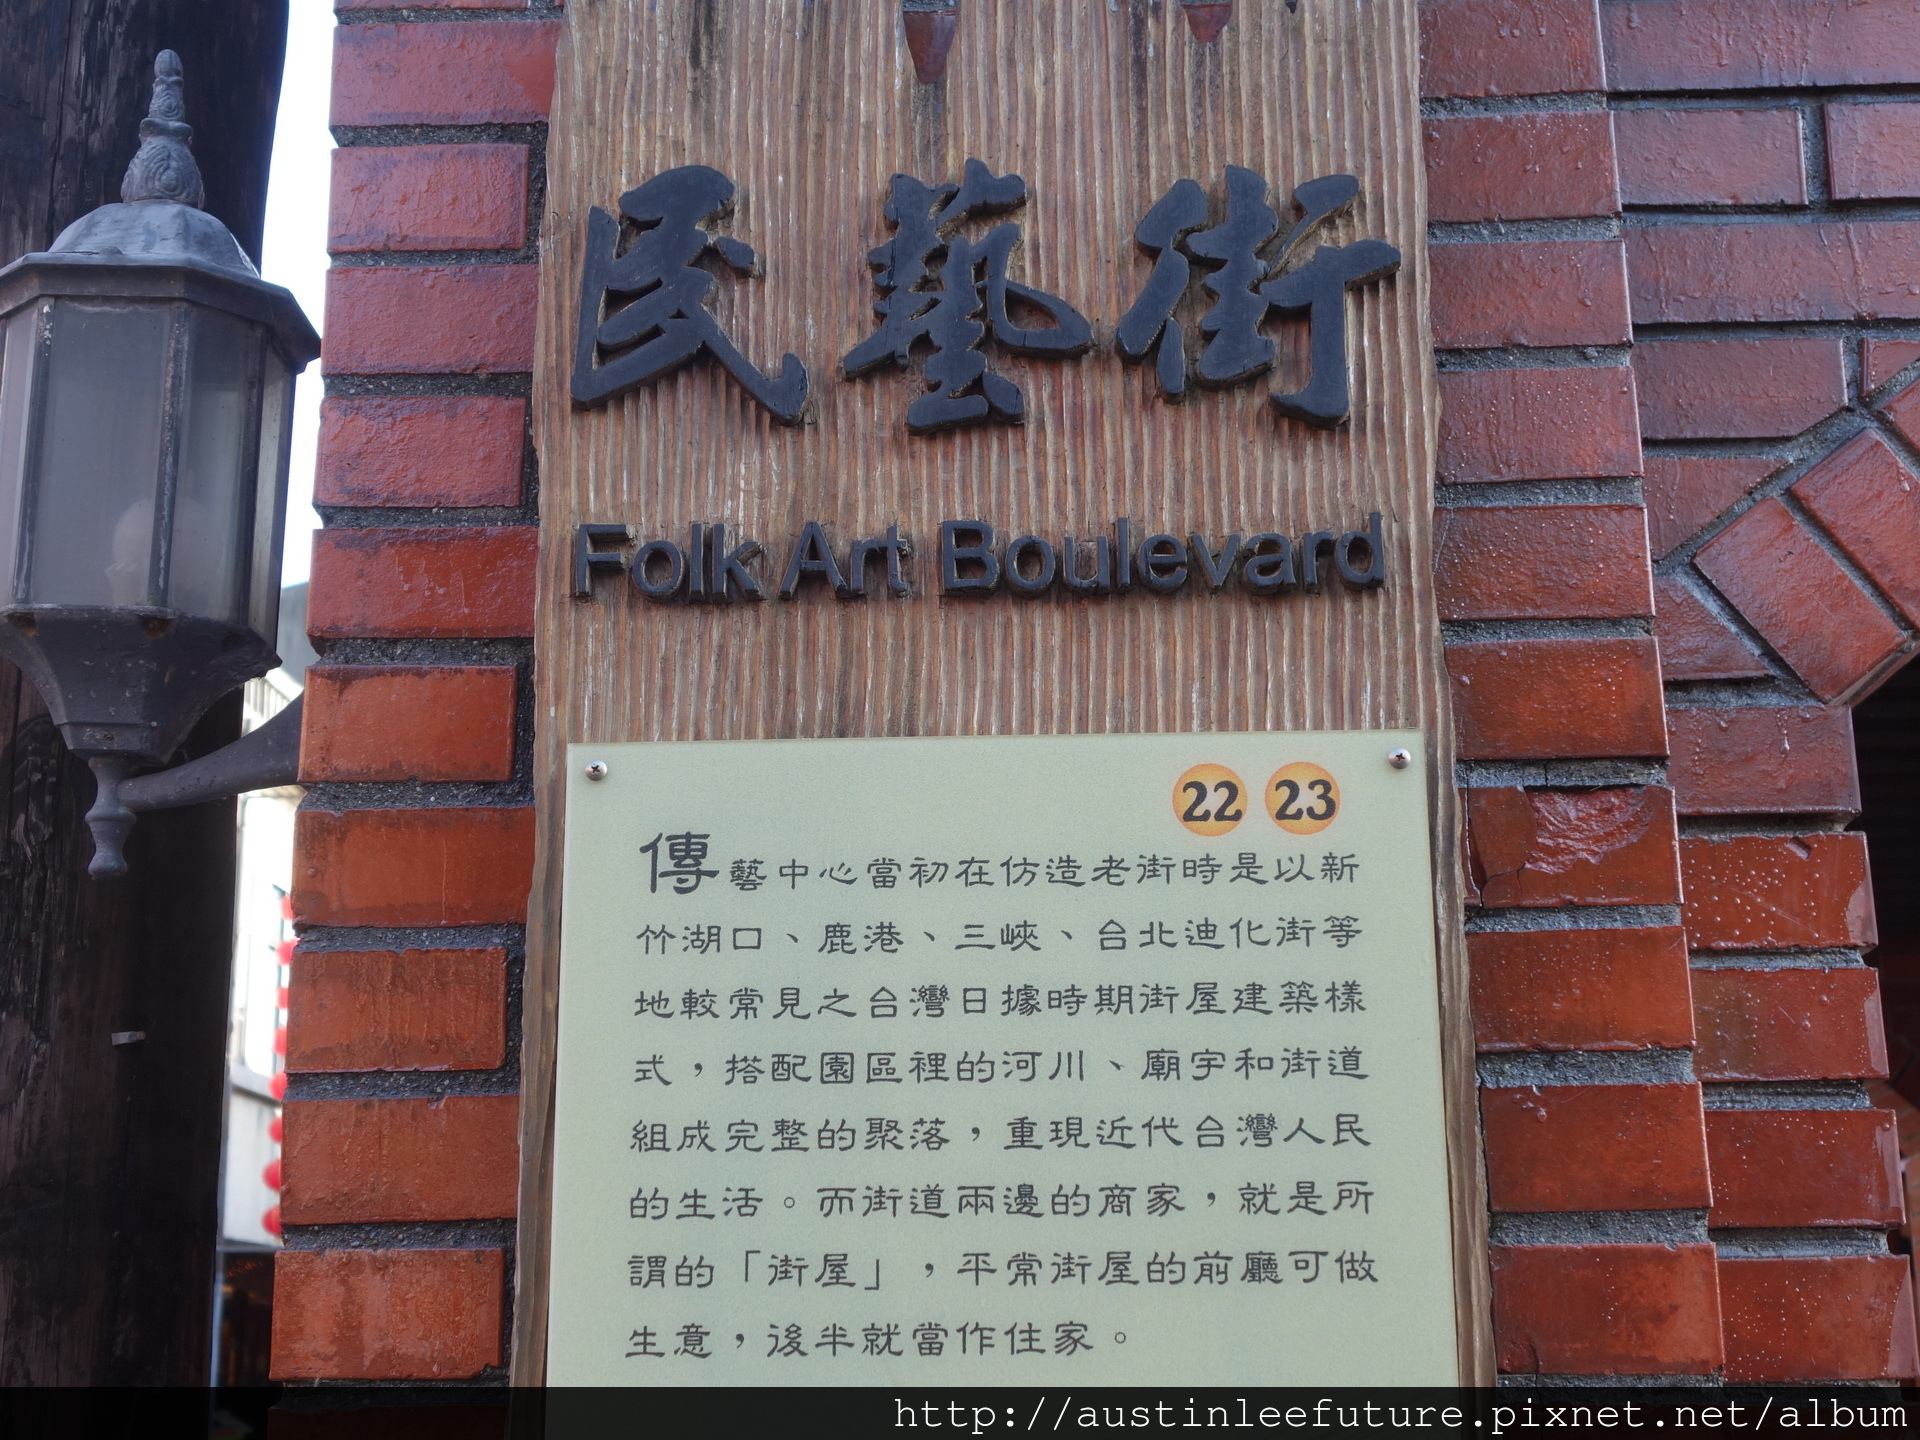 民藝街
Folk Art Boulevard
22 23
傳藝中心當初在仿造老街時是以新
竹湖口、鹿港、三峽、台北迪化街等
地較常見之台灣日據時期街屋建築樣
式，搭配園區裡的河川、廟宇和街道
組成完整的聚落，重現近代台灣人民
的生活。而街道兩邊的商家，就是所
謂的「街屋」，平常街屋的前廳可做
生意，後半就當作住家。
http://austinleefuture.pixnet.net/album